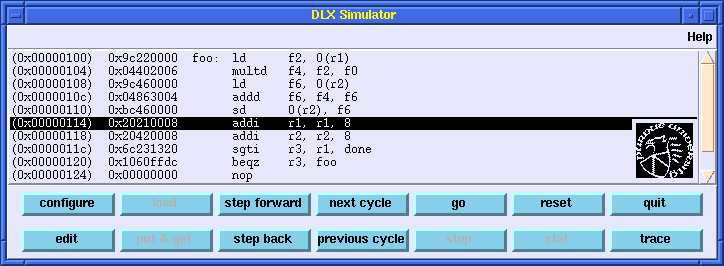 DLX Simulator
Help
(0x00000100) 0x9c220000 foo: ld f2, 0(r1)
(0x00000104) 0x04402006 multd f4, f2, f0
(0x00000108) 0x9c460000 ld f6, 0(r2)
(0x0000010c) 0x04863004 addd f6, f4, f6
(0x00000110) 0xbc460000 sd 0(r2), f6
(0x00000114) 0x20210008 addi r1, r1, 8
(0x00000118) 0x20420008 addi r2, r2, 8
(0x0000011c) 0x6c231320 sgti r3, r1, done
(0x00000120) 0x1060ffdc beqz r3, foo
(0x00000124) 0x00000000 nop
configure load step forward next cycle go reset quit
edit put & get step back previous cycle stop stat trace